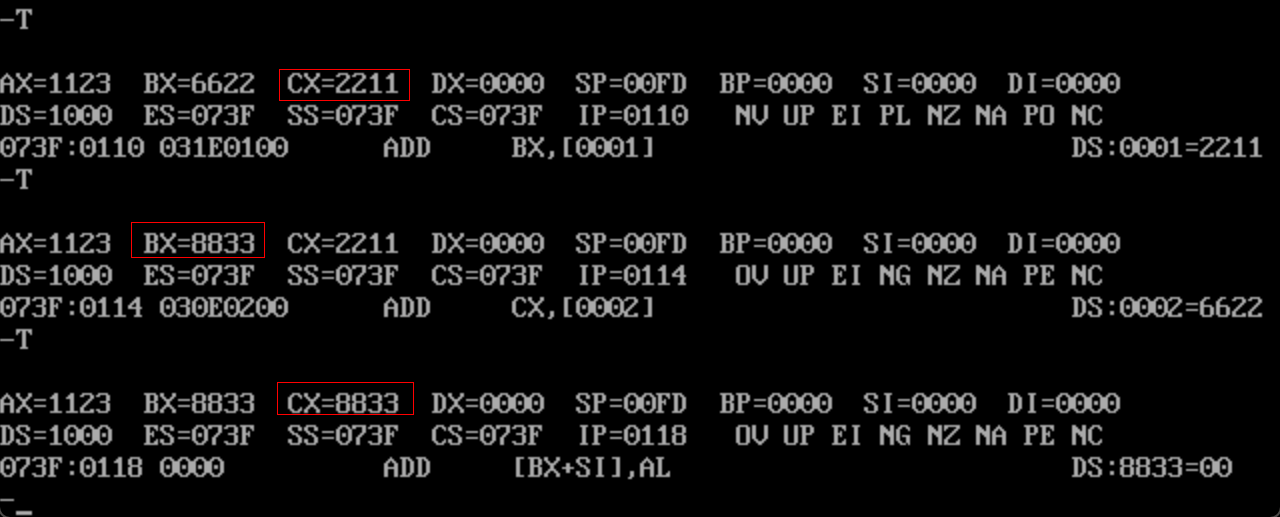 -T
AX=1123 BX=6622 CX=2211 DX=0000 SP=00FD BP=0000 SI=0000 DI=0000
DS=1000 ES=073F SS=073F CS=073F IP=0110 NV UP EI PL NZ NA PO NC
073F:0110 031E0100 ADD BX,[0001] DS:0001=2211
-T
AX=1123 BX=8833 CX=2211 DX=0000 SP=00FD BP=0000 SI=0000 DI=0000
DS=1000 ES=073F SS=073F CS=073F IP=0114 OV UP EI NG NZ NA PE NC
073F:0114 030E0200 ADD CX,[0002] DS:0002=6622
-T
AX=1123 BX=8833 CX=8833 DX=0000 SP=00FD BP=0000 SI=0000 DI=0000
DS=1000 ES=073F SS=073F CS=073F IP=0118 OV UP EI NG NZ NA PE NC
073F:0118 0000 ADD [BX+SI],AL DS:8833=00
-_